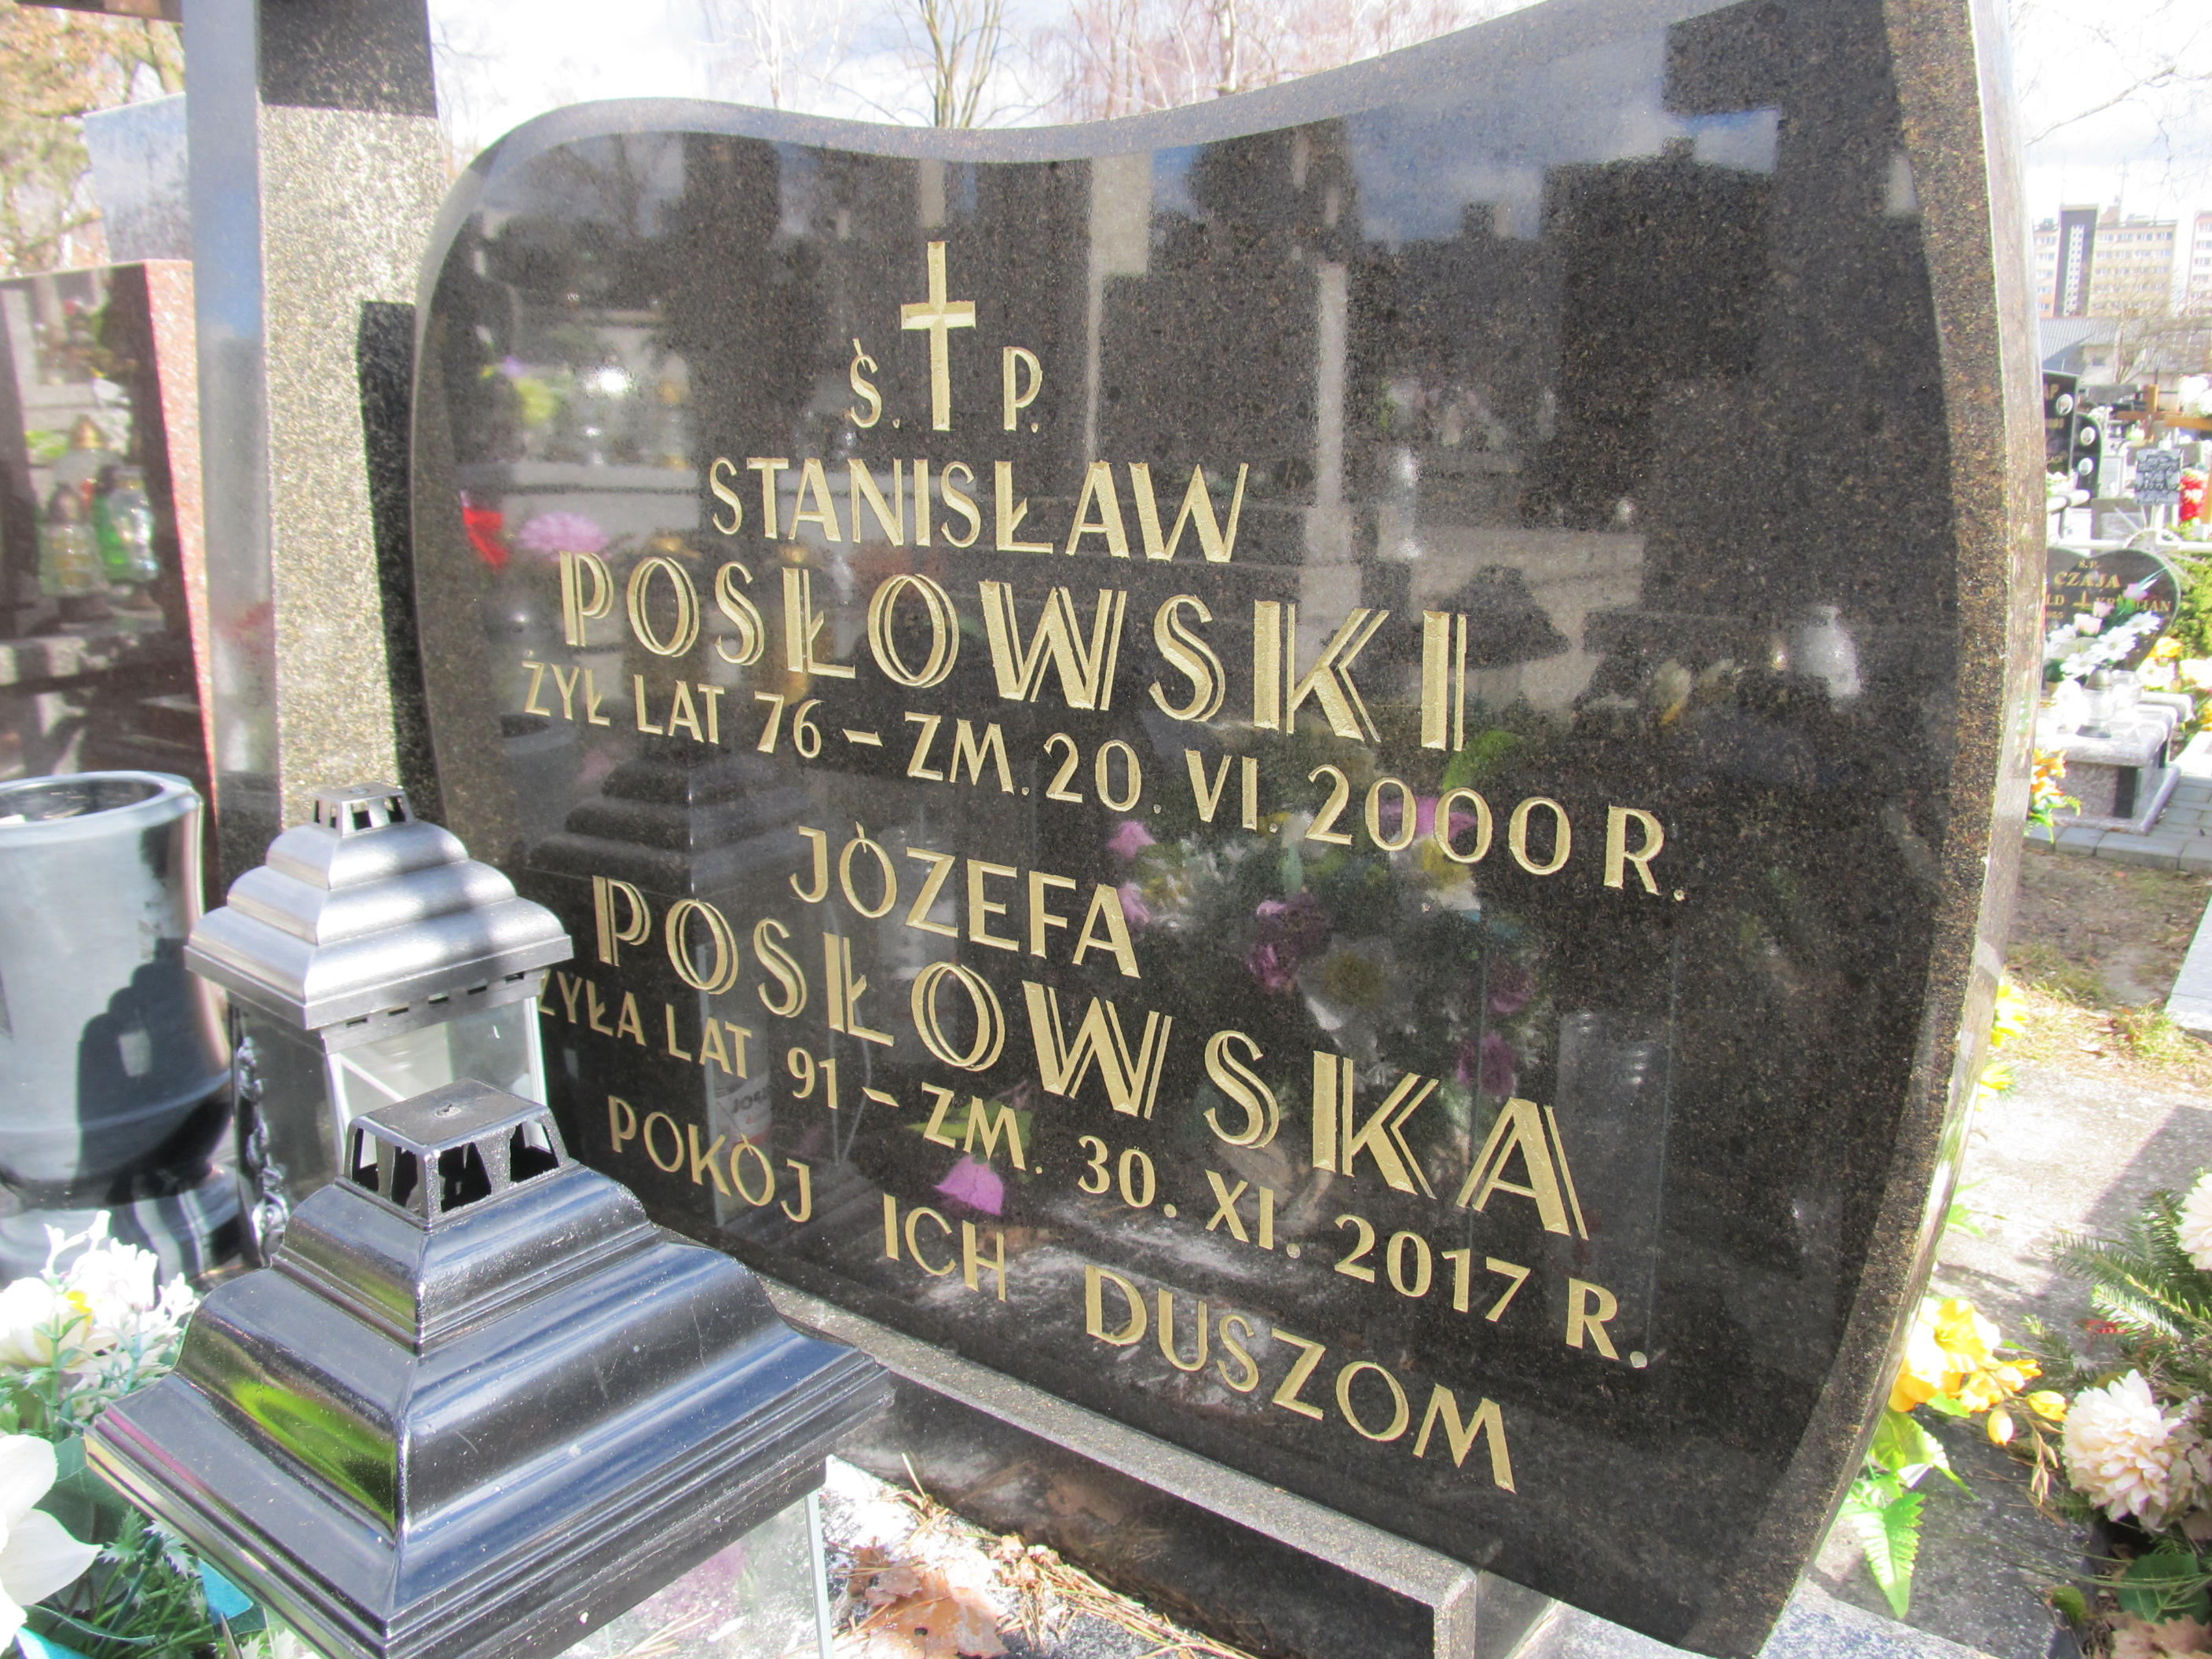 Ś. P.
STANISŁAW
POSŁOWSKI
ŻYŁ LAT 76 – ZM. 20. VI. 2000 R.
JÓZEFA
POSŁOWSKA
ŻYŁA LAT 91 – ZM. 30. XI. 2017 R.
POKÓJ ICH DUSZOM
Ś.P.
CZAJA